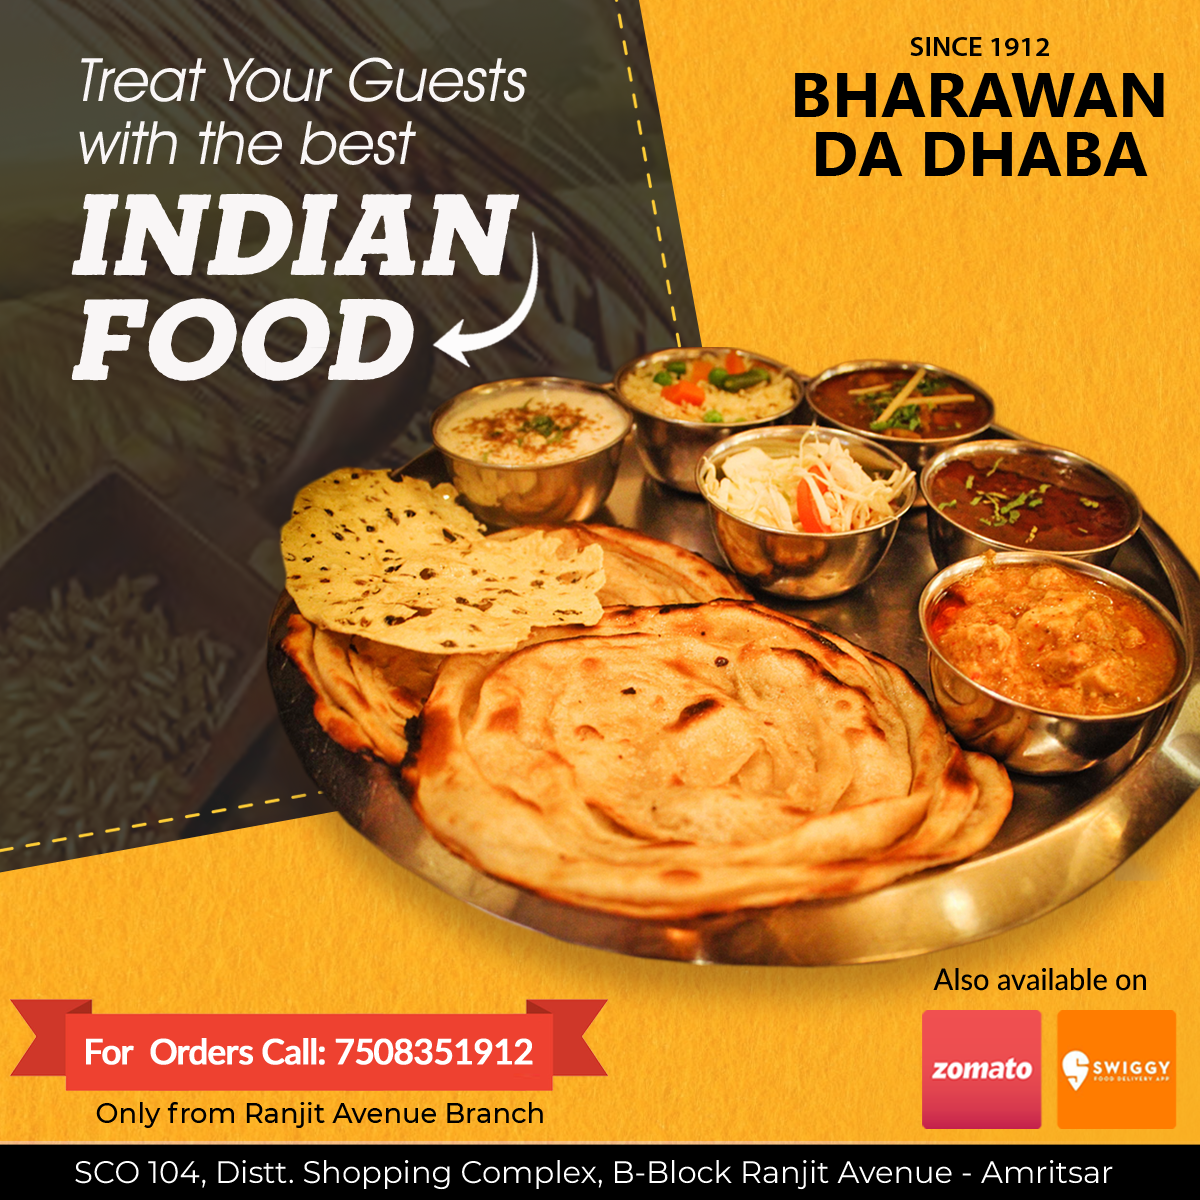 Treat Your Guests
with the best
INDIAN
FOOD
SINCE 1912
BHARAWAN
DA DHABA
Also available on
zomato
SWIGGY
FOOD DELIVERY APP
For Orders Call: 7508351912
Only from Ranjit Avenue Branch
SCO 104, Distt. Shopping Complex, B-Block Ranjit Avenue - Amritsar